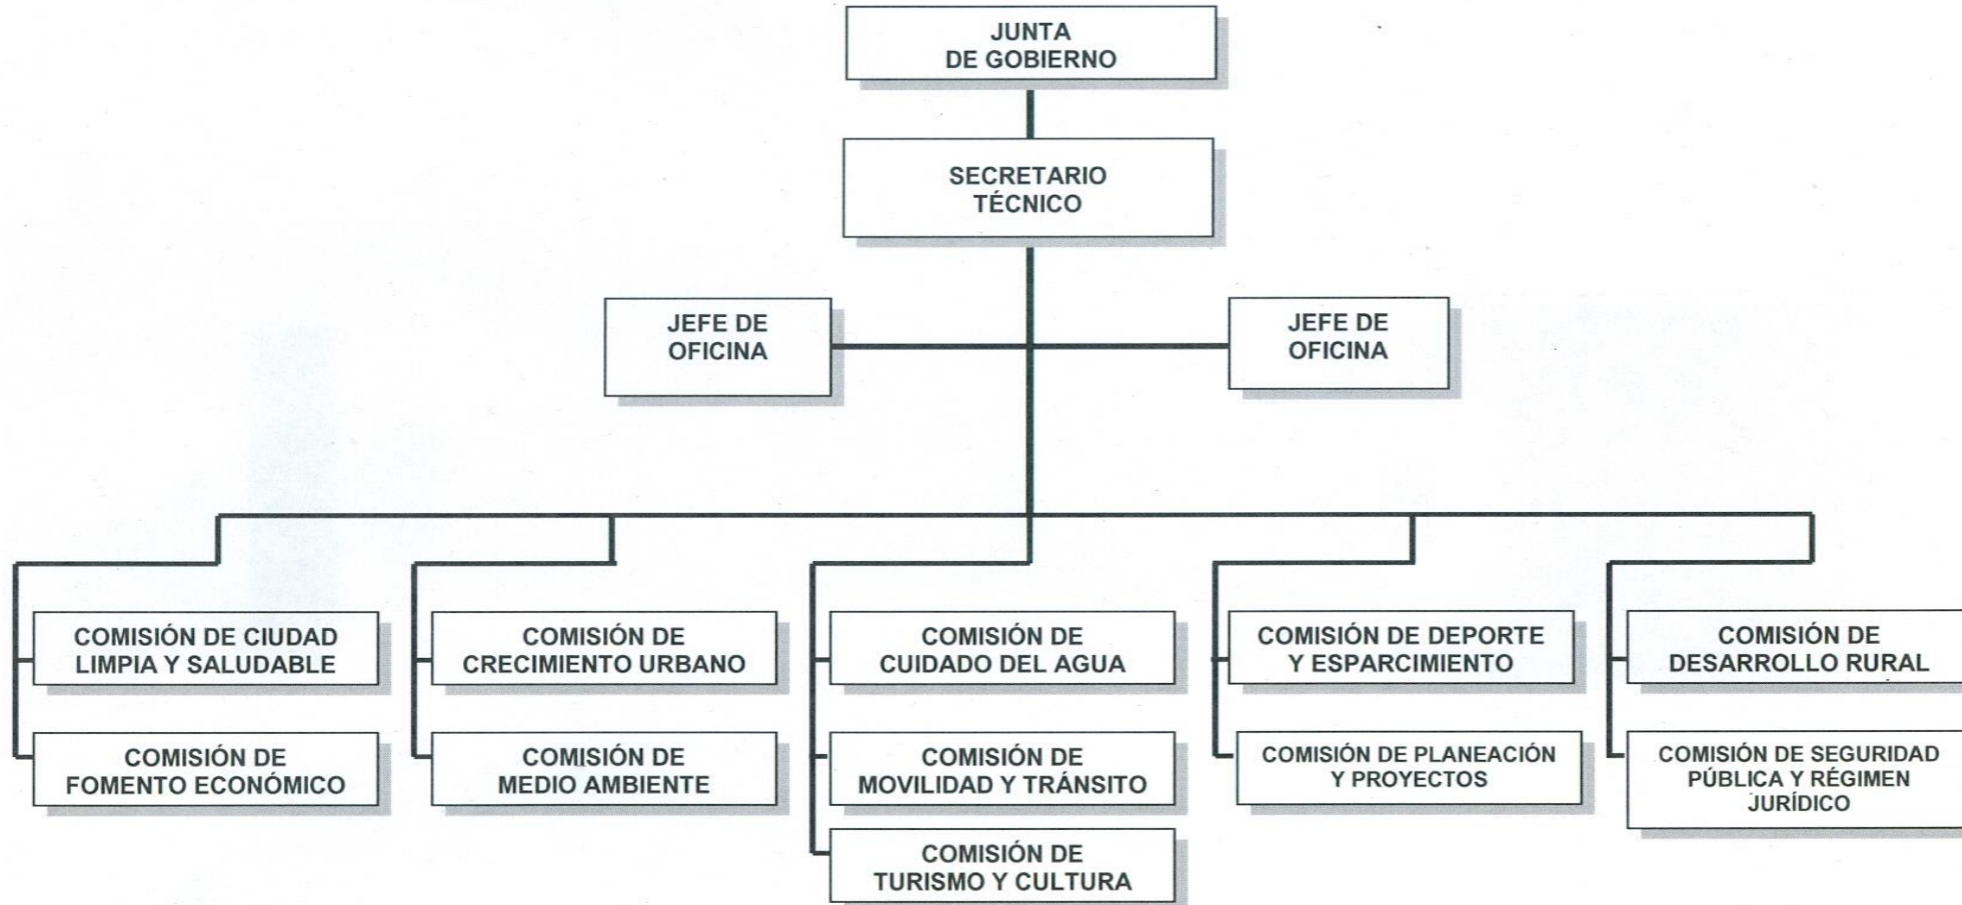 JUNTA
DE GOBIERNO
SECRETARIO
TÉCNICO
JEFE DE
OFICINA
JEFE DE
OFICINA
COMISIÓN DE CIUDAD
LIMPIA Y SALUDABLE
COMISIÓN DE
CRECIMIENTO URBANO
COMISIÓN DE
CUIDADO DEL AGUA
COMISIÓN DE DEPORTE
Y ESPARCIMIENTO
COMISIÓN DE
DESARROLLO RURAL
COMISIÓN DE
FOMENTO ECONÓMICO
COMISIÓN DE
MEDIO AMBIENTE
COMISIÓN DE
MOVILIDAD Y TRÁNSITO
COMISIÓN DE PLANEACIÓN
Y PROYECTOS
COMISIÓN DE SEGURIDAD
PÚBLICA Y RÉGIMEN
JURÍDICO
COMISIÓN DE
TURISMO Y CULTURA